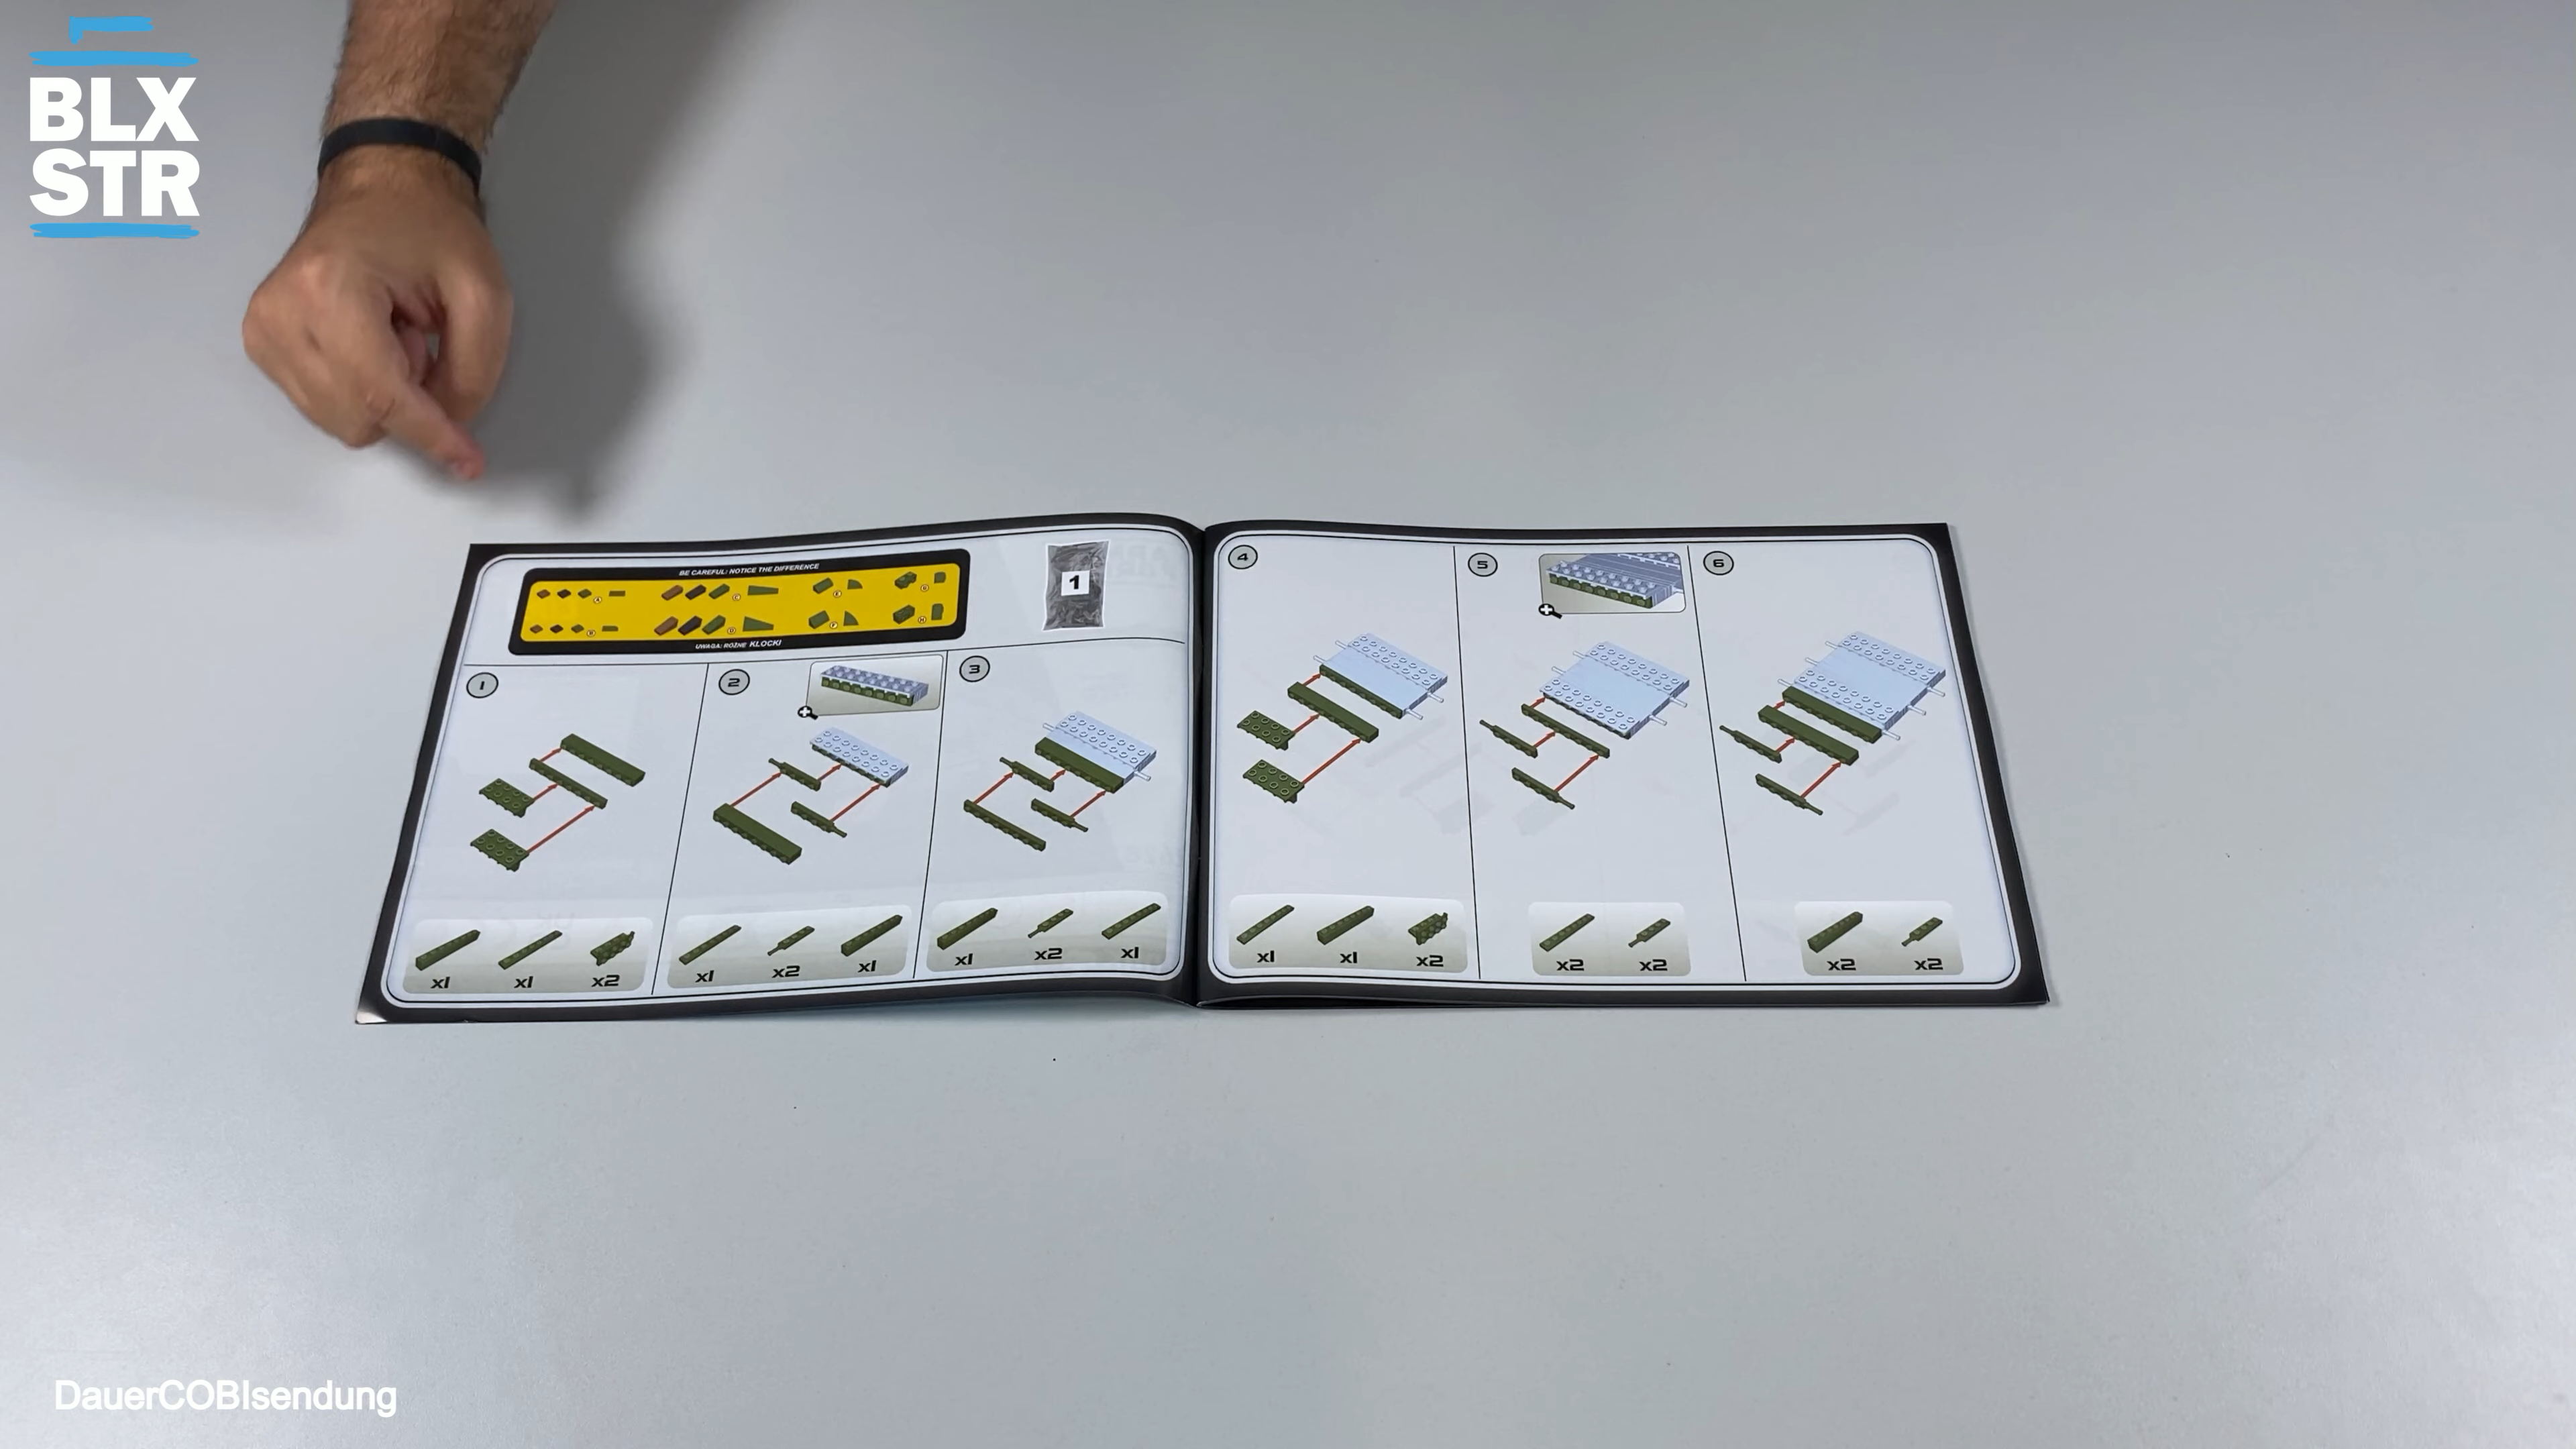 BLX
STR
BE CAREFUL: NOTICE THE DIFFERENCE
A
C
E
G
B
D
F
H
UWAGA: RÓŻNE KLOCKI
1
1
2
3
x1
x1
x2
x1
x2
x1
x1
x2
x1
4
5
6
x1
x1
x2
x2
x2
x2
x2
DauerCOBIsendung